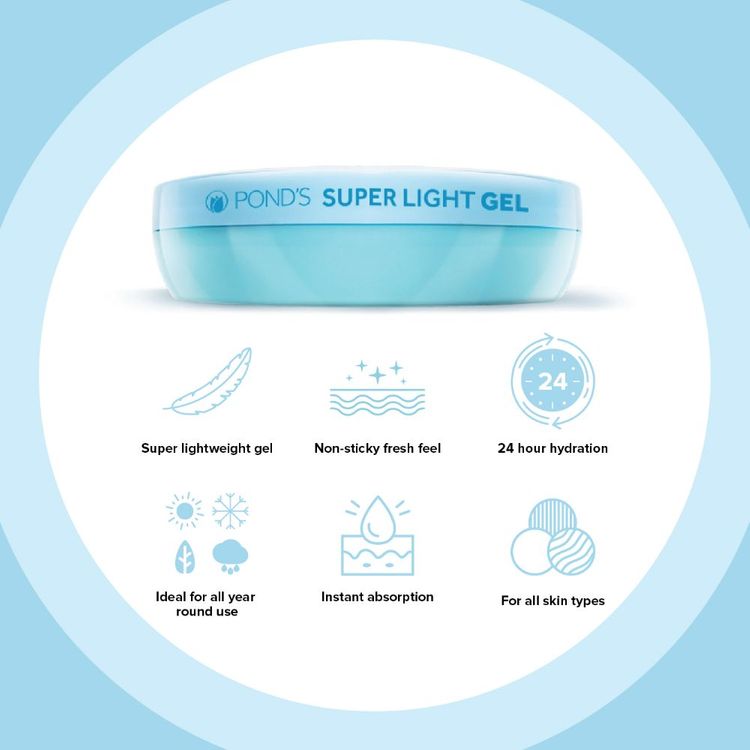 POND'S SUPER LIGHT GEL
24
Super lightweight gel
Non-sticky fresh feel
24 hour hydration
Ideal for all year
round use
Instant absorption
For all skin types